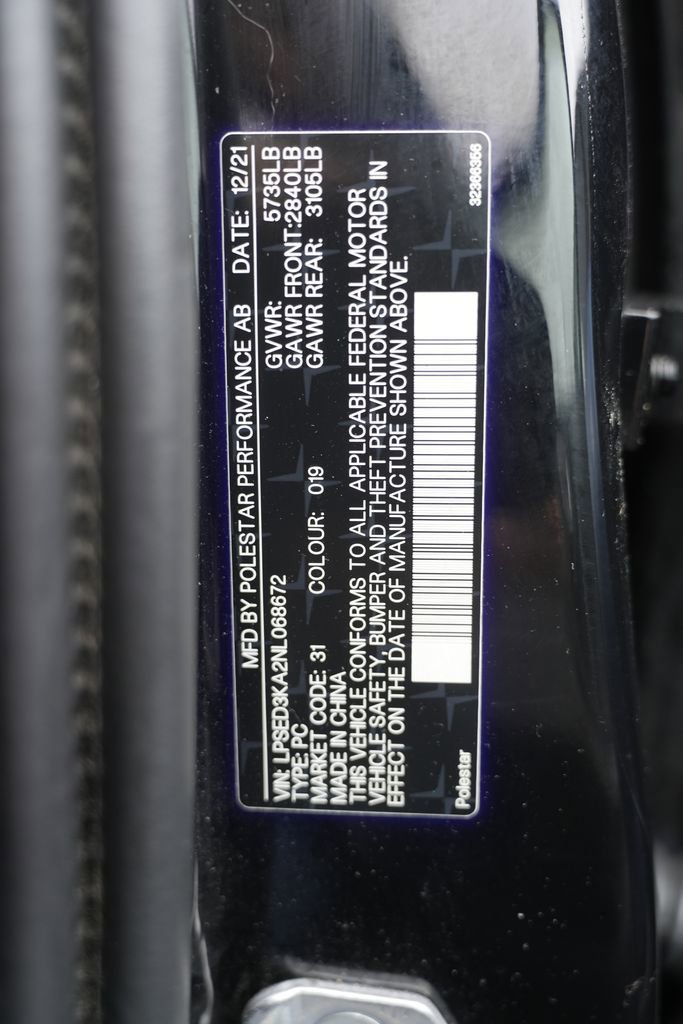 MFD BY POLESTAR PERFORMANCE AB DATE: 12/21
VIN: LPSED3KA2NL068672 GVWR: 5735LB
TYPE: PC GAWR FRONT:2840LB
MARKET CODE: 31 COLOUR: 019 GAWR REAR: 3105LB
MADE IN CHINA
THIS VEHICLE CONFORMS TO ALL APPLICABLE FEDERAL MOTOR
VEHICLE SAFETY, BUMPER AND THEFT PREVENTION STANDARDS IN
EFFECT ON THE DATE OF MANUFACTURE SHOWN ABOVE.
Polestar 32366356